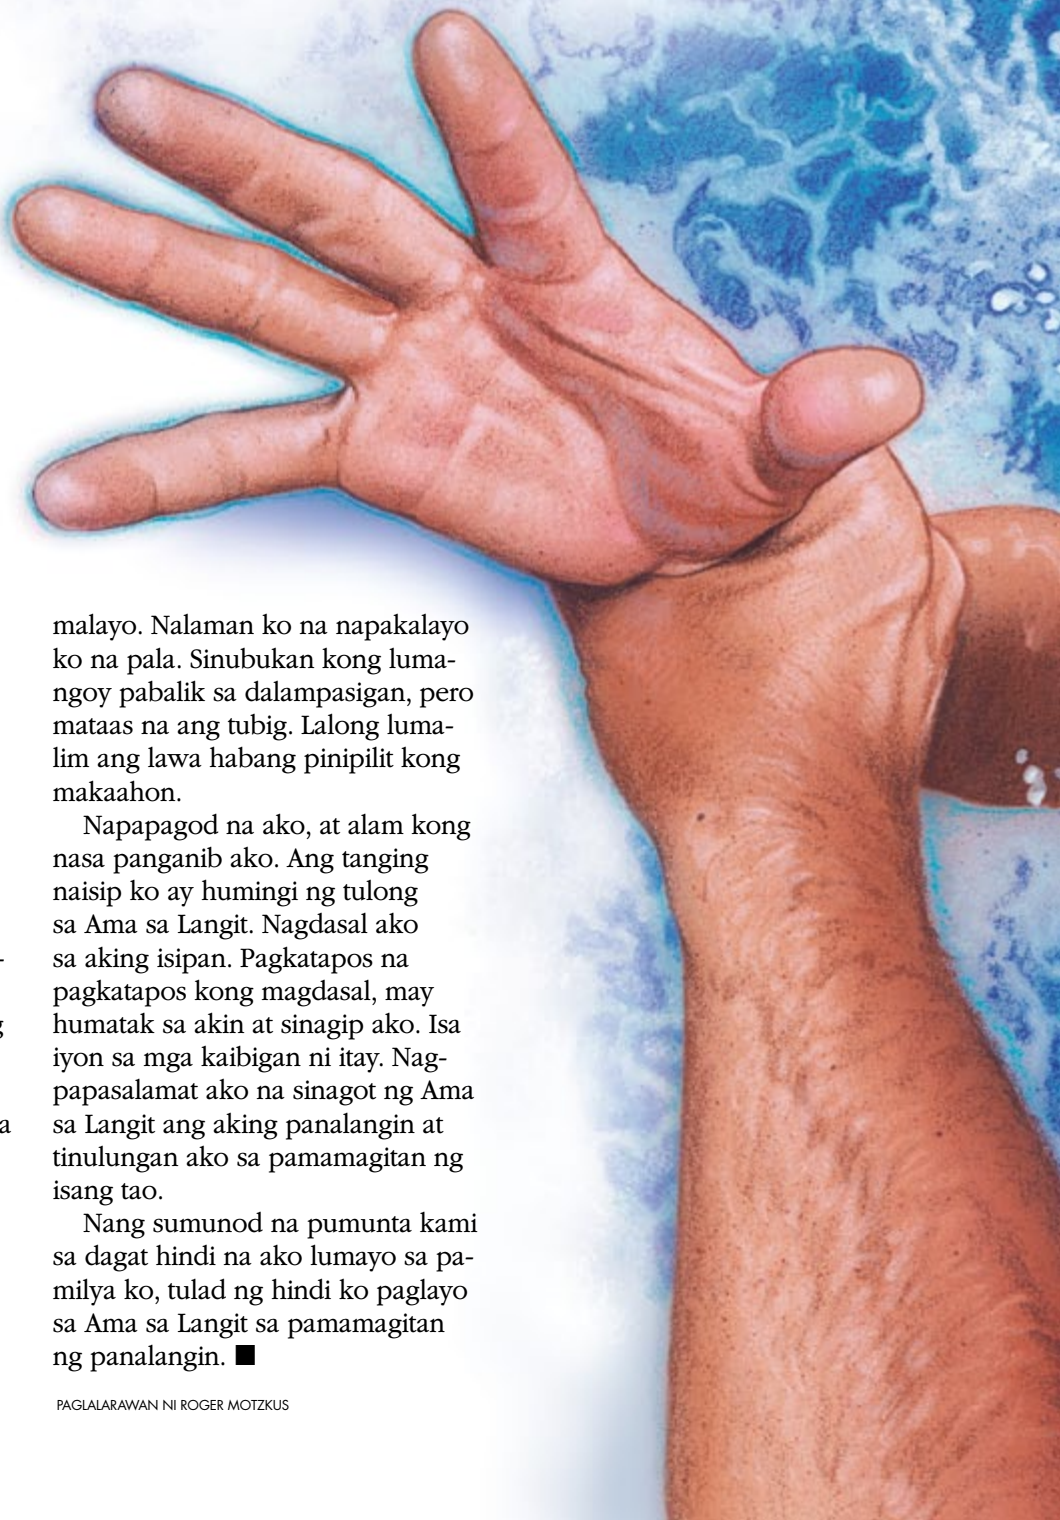 malayo. Nalaman ko na napakalayo
ko na pala. Sinubukan kong luma-
ngoy pabalik sa dalampasigan, pero
mataas na ang tubig. Lalong luma-
lim ang lawa habang pinipilit kong
makaahon.
Napapagod na ako, at alam kong
nasa panganib ako. Ang tanging
naisip ko ay humingi ng tulong
sa Ama sa Langit. Nagdasal ako
sa aking isipan. Pagkatapos na
pagkatapos kong magdasal, may
humatak sa akin at sinagip ako. Isa
iyon sa mga kaibigan ni itay. Nag-
papasalamat ako na sinagot ng Ama
sa Langit ang aking panalangin at
tinulungan ako sa pamamagitan ng
isang tao.
Nang sumunod na pumunta kami
sa dagat hindi na ako lumayo sa pa-
milya ko, tulad ng hindi ko paglayo
sa Ama sa Langit sa pamamagitan
ng panalangin. ■
PAGLALARAWAN NI ROGER MOTZKUS